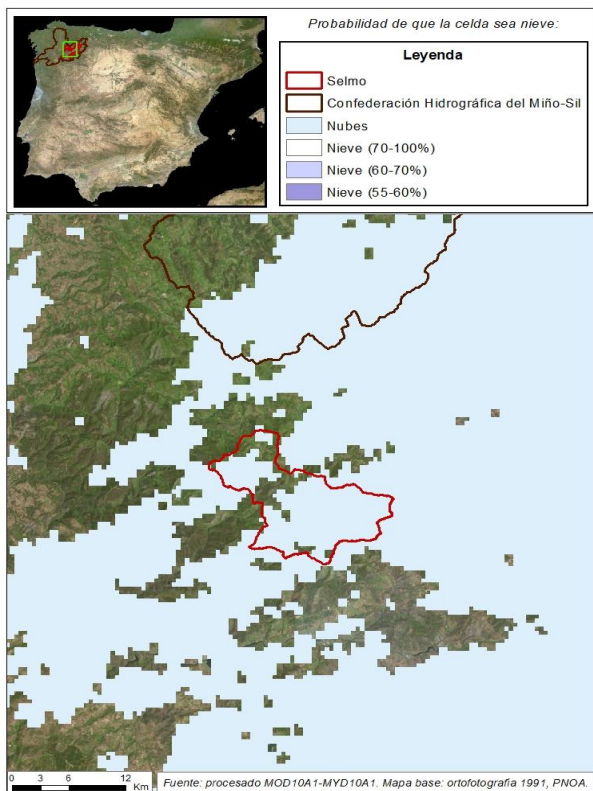 Probabilidad de que la celda sea nieve:
Leyenda
Selmo
Confederación Hidrográfica del Miño-Sil
Nubes
Nieve (70-100%)
Nieve (60-70%)
Nieve (55-60%)
0 3 6 12
Km
Fuente: procesado MOD10A1-MYD10A1. Mapa base: ortofotografía 1991, PNOA.